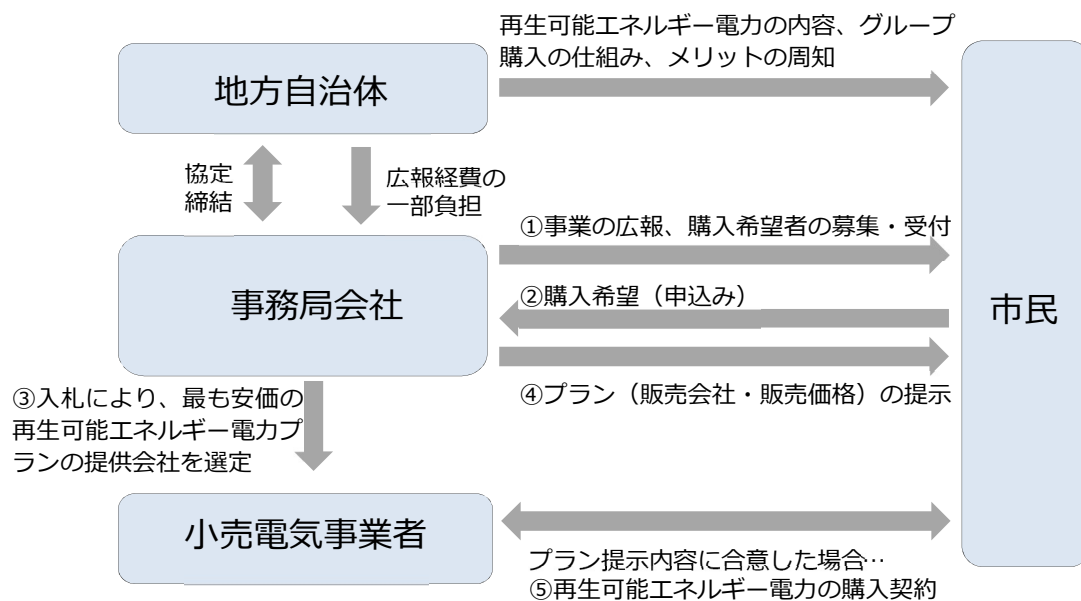 再生可能エネルギー電力の内容、グループ
購入の仕組み、メリットの周知
地方自治体
協定
締結
広報経費の
一部負担
①事業の広報、購入希望者の募集・受付
事務局会社
②購入希望（申込み）
市民
④プラン（販売会社・販売価格）の提示
③入札により、最も安価の
再生可能エネルギー電力プ
ランの提供会社を選定
小売電気事業者
プラン提示内容に合意した場合…
⑤再生可能エネルギー電力の購入契約